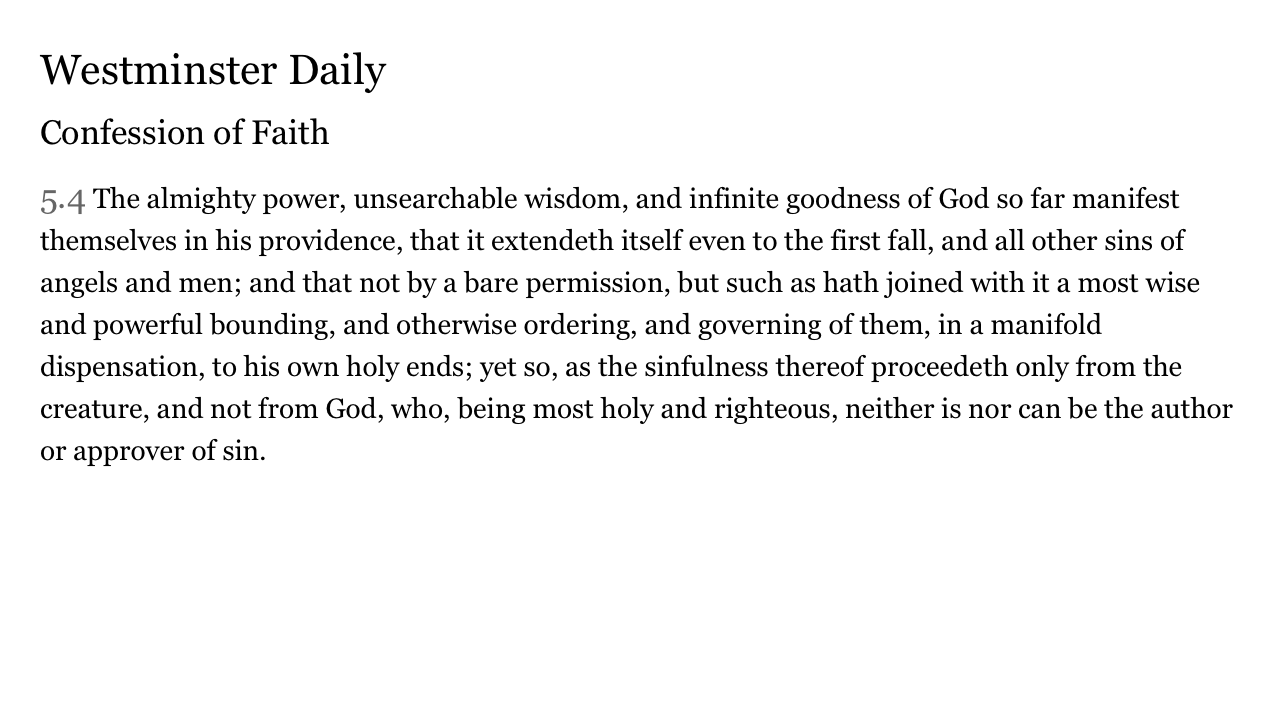 Westminster Daily
Confession of Faith
5.4 The almighty power, unsearchable wisdom, and infinite goodness of God so far manifest
themselves in his providence, that it extendeth itself even to the first fall, and all other sins of
angels and men; and that not by a bare permission, but such as hath joined with it a most wise
and powerful bounding, and otherwise ordering, and governing of them, in a manifold
dispensation, to his own holy ends; yet so, as the sinfulness thereof proceedeth only from the
creature, and not from God, who, being most holy and righteous, neither is nor can be the author
or approver of sin.